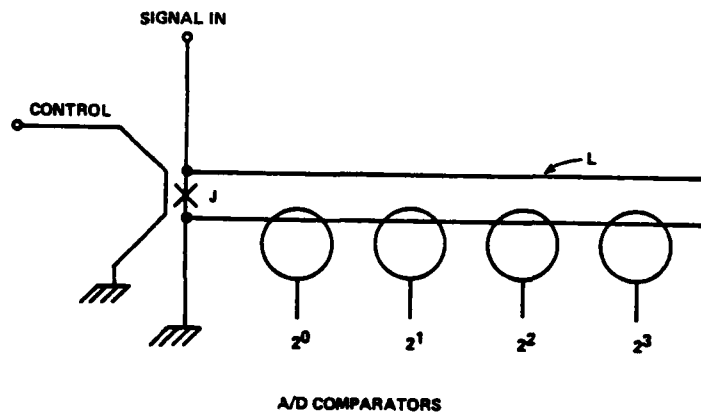 SIGNAL IN
CONTROL
L
J
2⁰ 2¹ 2² 2³
A/D COMPARATORS